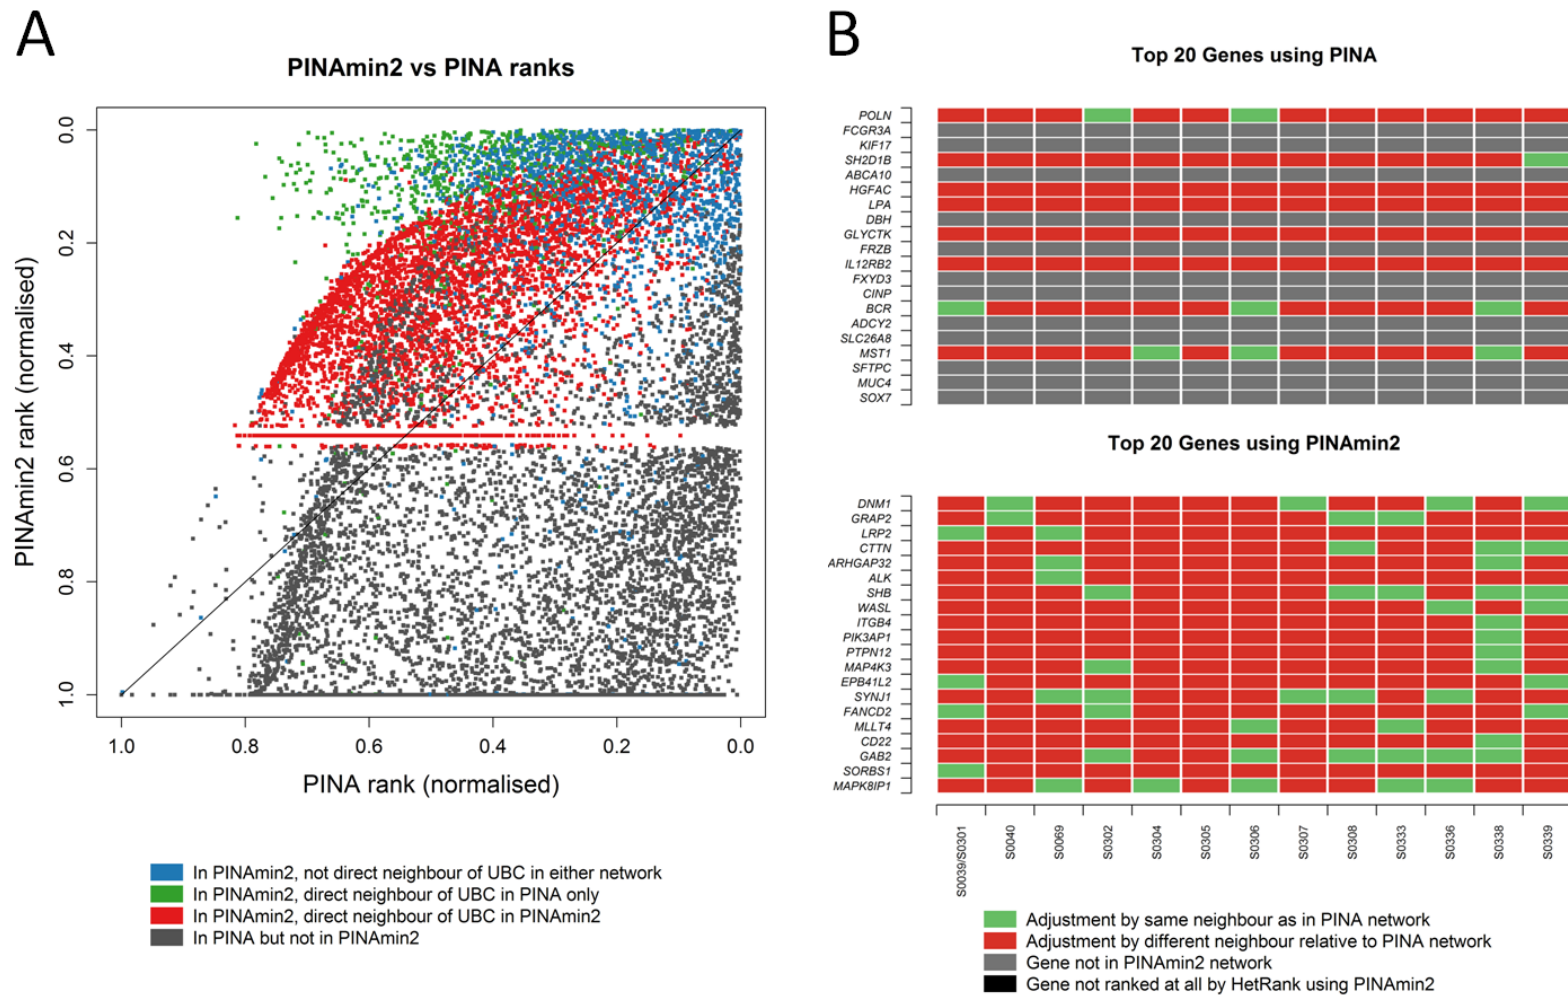 A
PINAmin2 vs PINA ranks
PINAmin2 rank (normalised)
0.0
0.2
0.4
0.6
0.8
1.0
1.0
0.8
0.6
0.4
0.2
0.0
PINA rank (normalised)
In PINAmin2, not direct neighbour of UBC in either network
In PINAmin2, direct neighbour of UBC in PINA only
In PINAmin2, direct neighbour of UBC in PINAmin2
In PINA but not in PINAmin2
B
Top 20 Genes using PINA
POLN
FCGR3A
KIF17
SH2D1B
ABCA10
HGFAC
LPA
DBH
GLYCTK
FRZB
IL12RB2
FXYD3
CINP
BCR
ADCY2
SLC26A8
MST1
SFTPC
MUC4
SOX7
Top 20 Genes using PINAmin2
DNM1
GRAP2
LRP2
CTTN
ARHGAP32
ALK
SHB
WASL
ITGB4
PIK3AP1
PTPN12
MAP4K3
EPB41L2
SYNJ1
FANCD2
MLLT4
CD22
GAB2
SORBS1
MAPK8IP1
S0039/S0301
S0040
S0069
S0302
S0304
S0305
S0306
S0307
S0308
S0333
S0336
S0338
S0339
Adjustment by same neighbour as in PINA network
Adjustment by different neighbour relative to PINA network
Gene not in PINAmin2 network
Gene not ranked at all by HetRank using PINAmin2